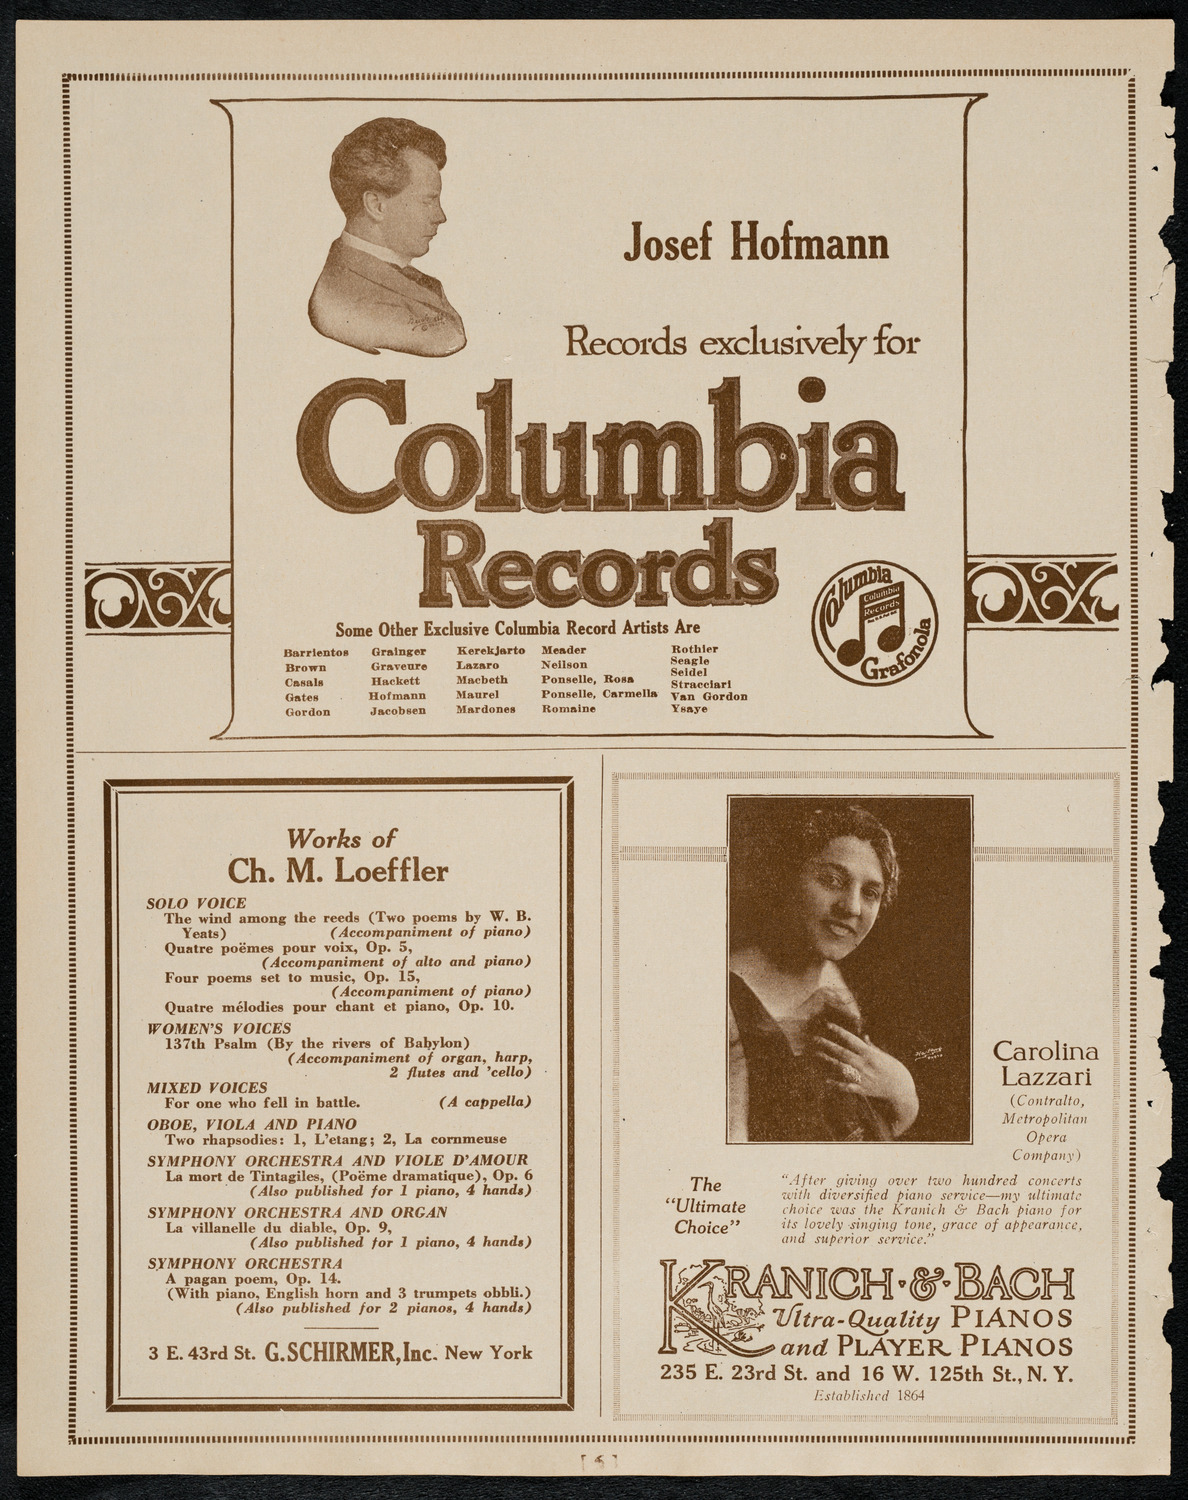 Josef Hofmann
Records exclusively for
Columbia
Records
Some Other Exclusive Columbia Record Artists Are
Barrientos
Brown
Casals
Gates
Gordon
Grainger
Graveure
Hackett
Hofmann
Jacobsen
Kerekjarto
Lazaro
Macbeth
Maurel
Mardones
Meader
Neilson
Ponselle, Rosa
Ponselle, Carmella
Romaine
Rothier
Seagle
Seidel
Stracciari
Van Gordon
Ysaye
Columbia
Columbia
Records
Grafonola
Works of
Ch. M. Loeffler
SOLO VOICE
The wind among the reeds (Two poems by W. B.
Yeats) (Accompaniment of piano)
Quatre poëmes pour voix, Op. 5,
(Accompaniment of alto and piano)
Four poems set to music, Op. 15,
(Accompaniment of piano)
Quatre mélodies pour chant et piano, Op. 10.
WOMEN'S VOICES
137th Psalm (By the rivers of Babylon)
(Accompaniment of organ, harp,
2 flutes and 'cello)
MIXED VOICES
For one who fell in battle. (A cappella)
OBOE, VIOLA AND PIANO
Two rhapsodies: 1, L'etang; 2, La cornmeuse
SYMPHONY ORCHESTRA AND VIOLE D'AMOUR
La mort de Tintagiles, (Poëme dramatique), Op. 6
(Also published for 1 piano, 4 hands)
SYMPHONY ORCHESTRA AND ORGAN
La villanelle du diable, Op. 9,
(Also published for 1 piano, 4 hands)
SYMPHONY ORCHESTRA
A pagan poem, Op. 14.
(With piano, English horn and 3 trumpets obbli.)
(Also published for 2 pianos, 4 hands)
3 E. 43rd St. G. SCHIRMER, Inc. New York
Carolina
Lazzari
(Contralto,
Metropolitan
Opera
Company)
The
"Ultimate
Choice"
"After giving over two hundred concerts
with diversified piano service—my ultimate
choice was the Kranich & Bach piano for
its lovely singing tone, grace of appearance,
and superior service."
KRANICH·&·BACH
Ultra-Quality PIANOS
and PLAYER PIANOS
235 E. 23rd St. and 16 W. 125th St., N. Y.
Established 1864
[ 5 ]